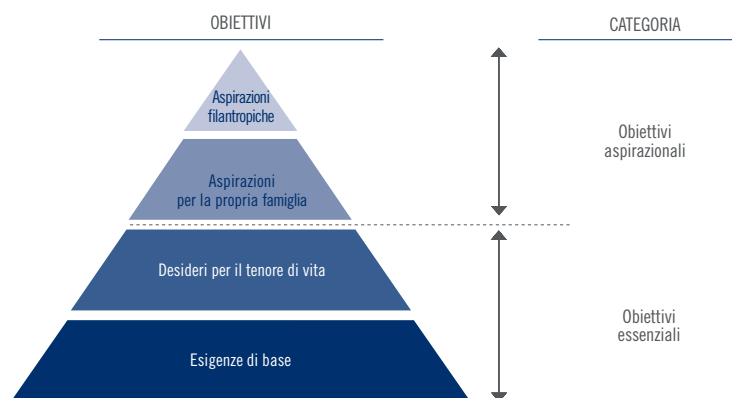 OBIETTIVI
CATEGORIA
Aspirazioni
filantropiche
Obiettivi
aspirazionali
Aspirazioni
per la propria famiglia
Desideri per il tenore di vita
Obiettivi
essenziali
Esigenze di base